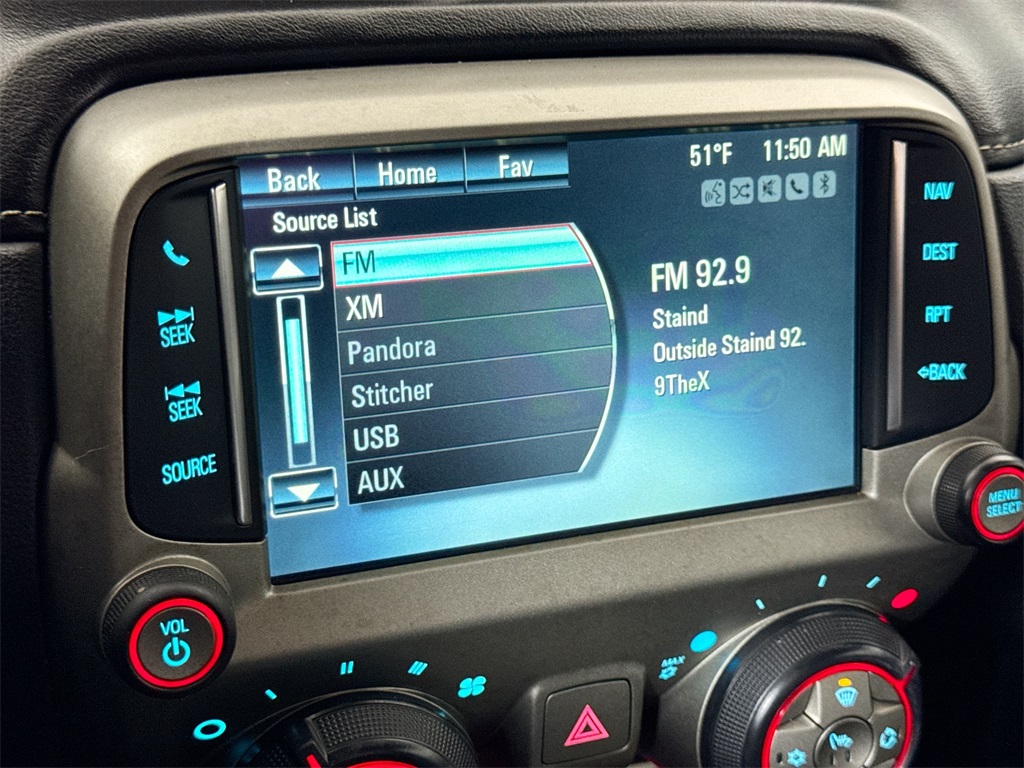 Back Home Fav
51°F 11:50 AM
Source List
FM
XM
Pandora
Stitcher
USB
AUX
FM 92.9
Staind
Outside Staind 92.
9TheX
SEEK
SEEK
SOURCE
NAV
DEST
RPT
BACK
VOL
MENU
SELECT
MAX